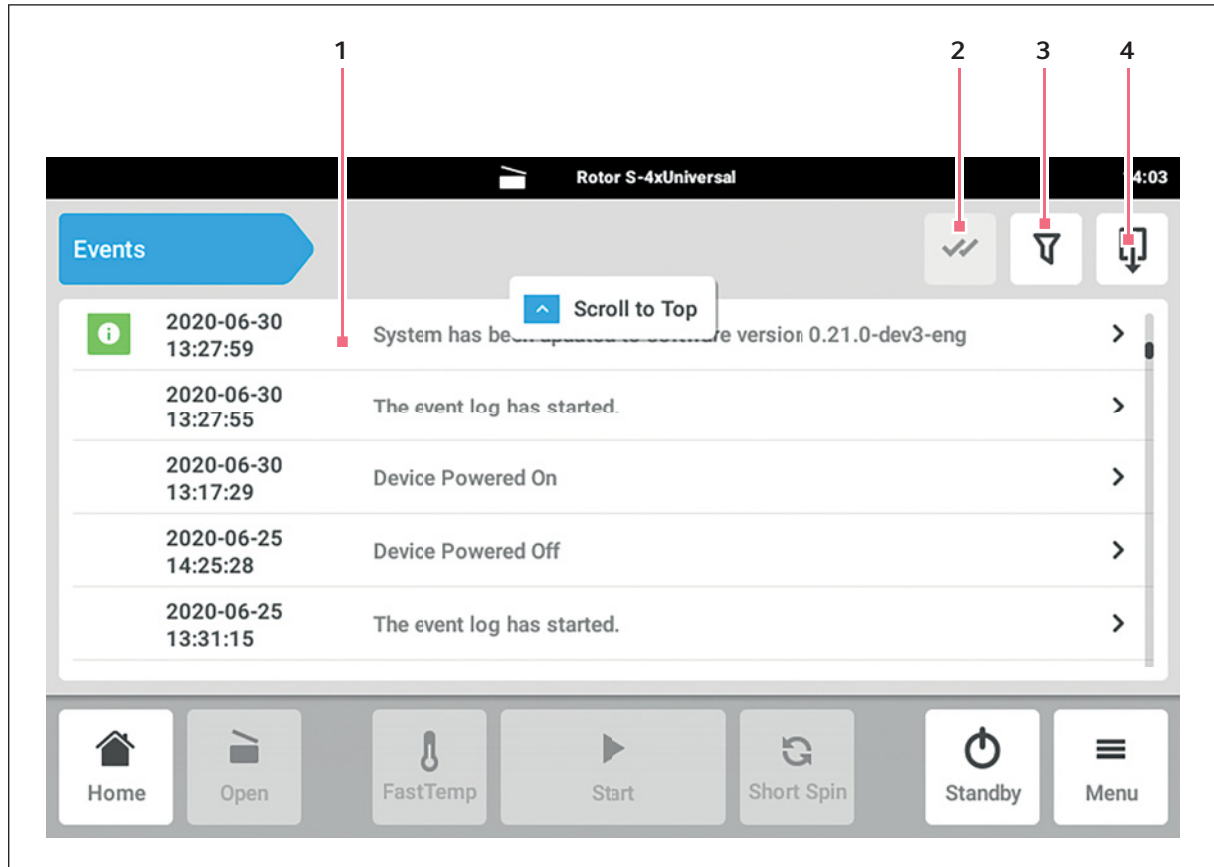 1 2 3 4
Rotor S-4xUniversal
4:03
Events
Scroll to Top
2020-06-30
13:27:59
System has been updated to software version 0.21.0-dev3-eng
2020-06-30
13:27:55
The event log has started.
2020-06-30
13:17:29
Device Powered On
2020-06-25
14:25:28
Device Powered Off
2020-06-25
13:31:15
The event log has started.
Home
Open
FastTemp
Start
Short Spin
Standby
Menu